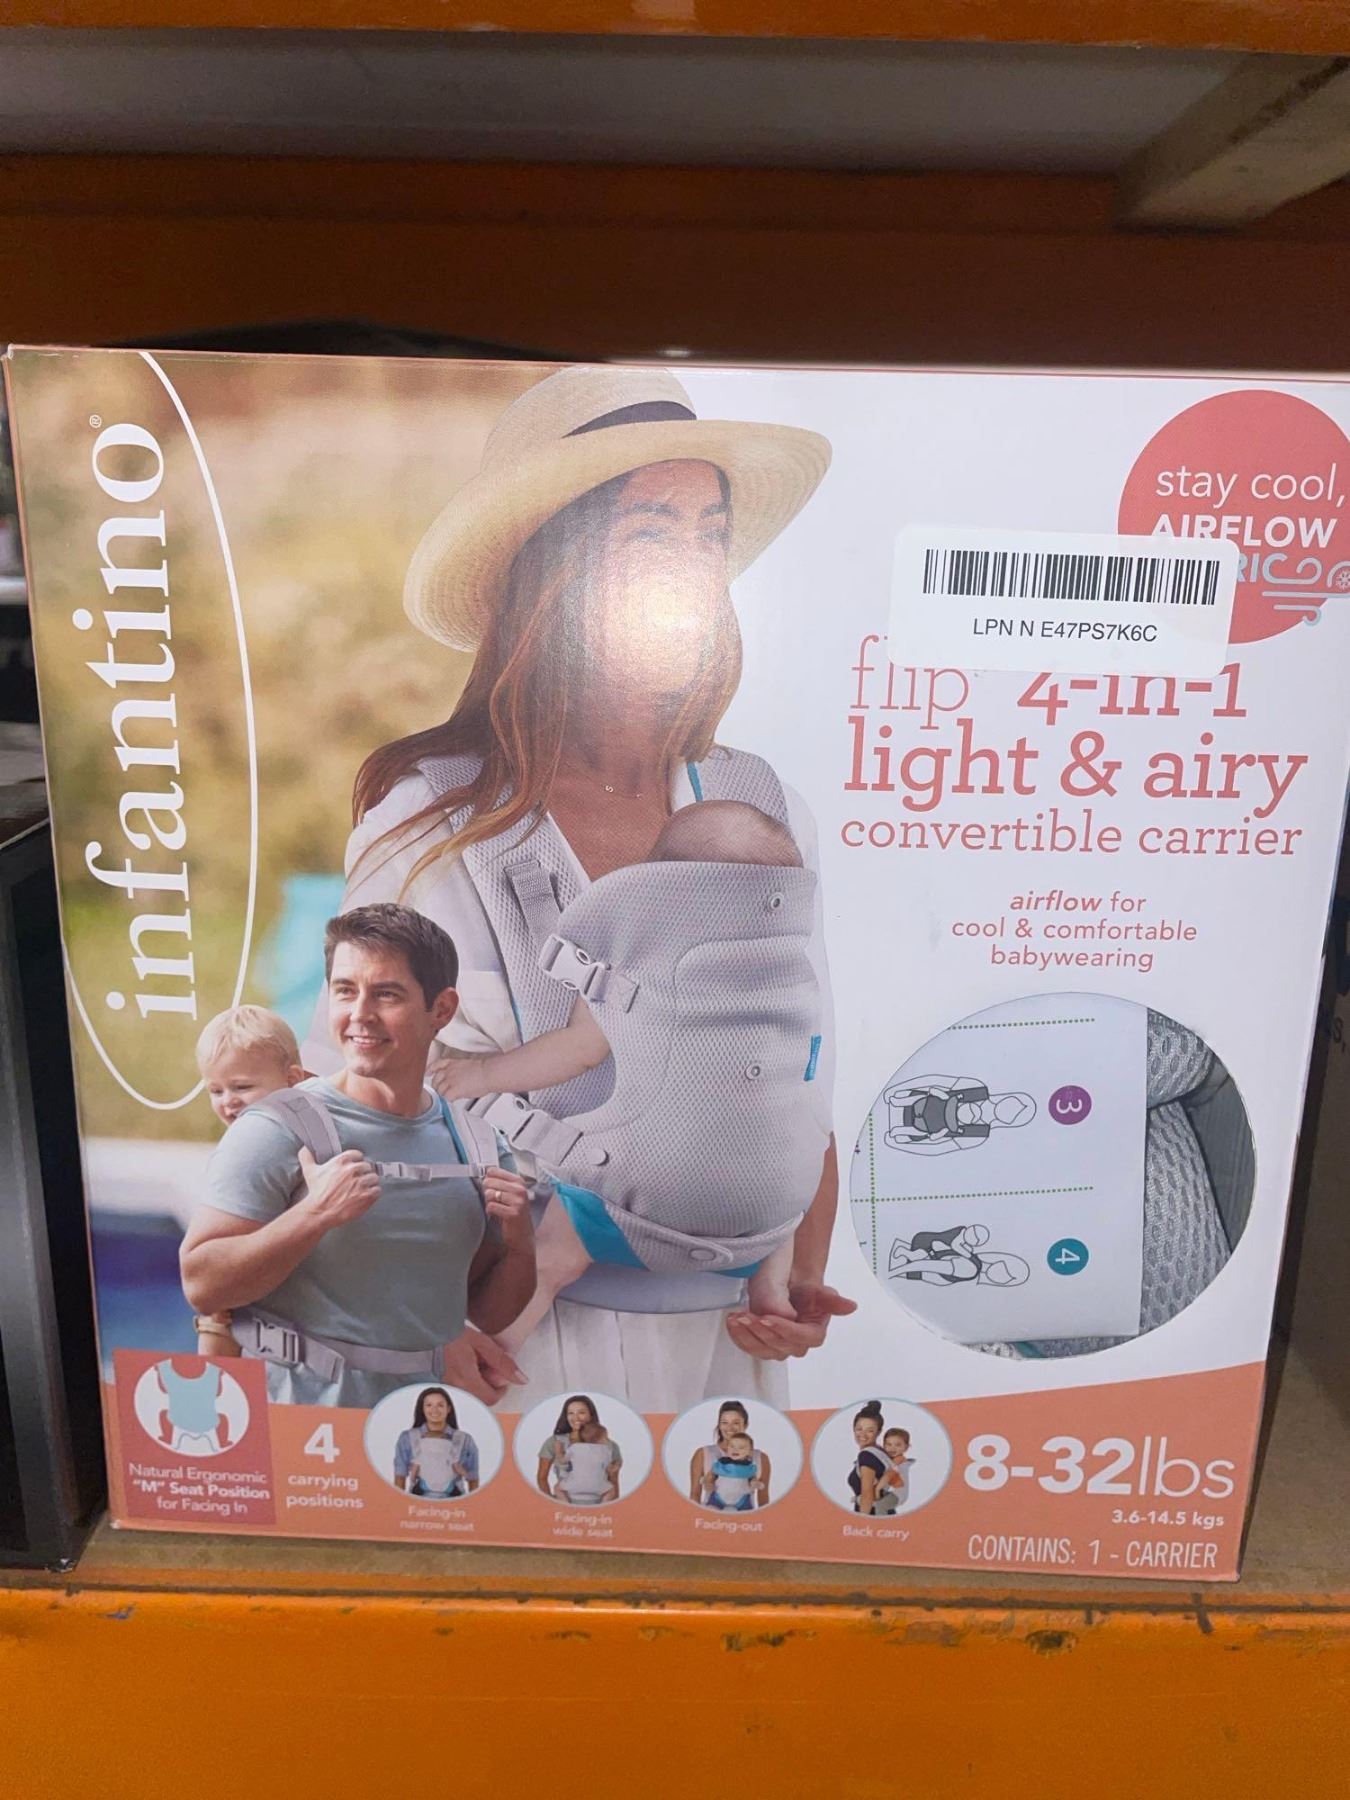 infantino®
stay cool,
AIRFLOW
RIC
LPN N E47PS7K6C
flip 4-in-1
light & airy
convertible carrier
airflow for
cool & comfortable
babywearing
3
4
Natural Ergonomic
"M" Seat Position
for Facing In
4
carrying
positions
Facing-in
narrow seat
Facing-in
wide seat
Facing-out
Back carry
8-32lbs
3.6-14.5 kgs
CONTAINS: 1 - CARRIER